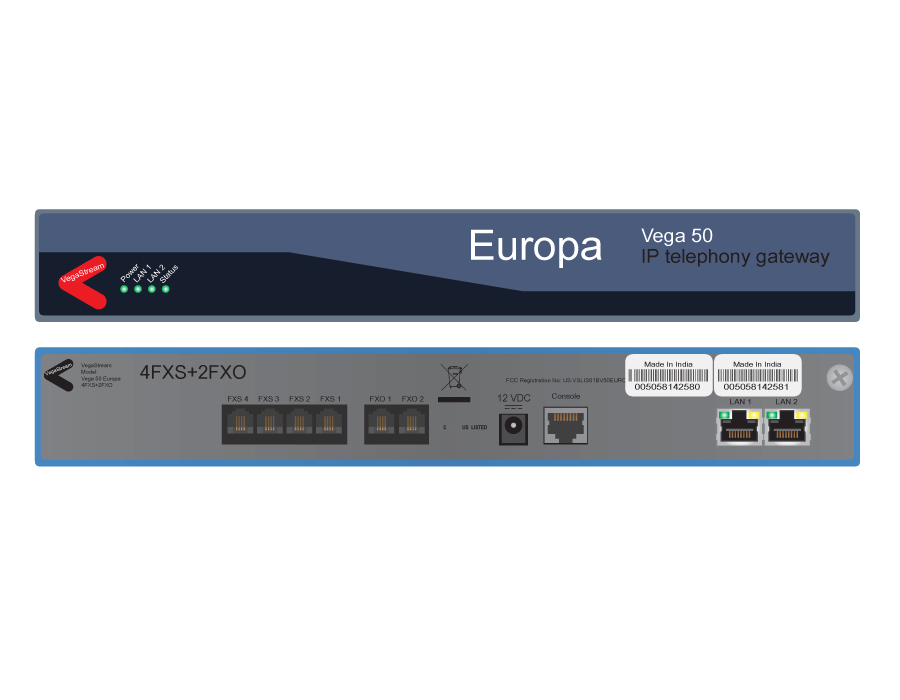 Europa
Vega 50
IP telephony gateway
VegaStream
Power
LAN 1
LAN 2
Status
VegaStream
VegaStream
Model
Vega 50 Europa
4FXS+2FXO
4FXS+2FXO
FCC Registration No: US:VSLIS01BV50EURO
Made In India
005058142580
Made In India
005058142581
FXS 4 FXS 3 FXS 2 FXS 1
FXO 1 FXO 2
12 VDC
Console
LAN 1
LAN 2
US LISTED